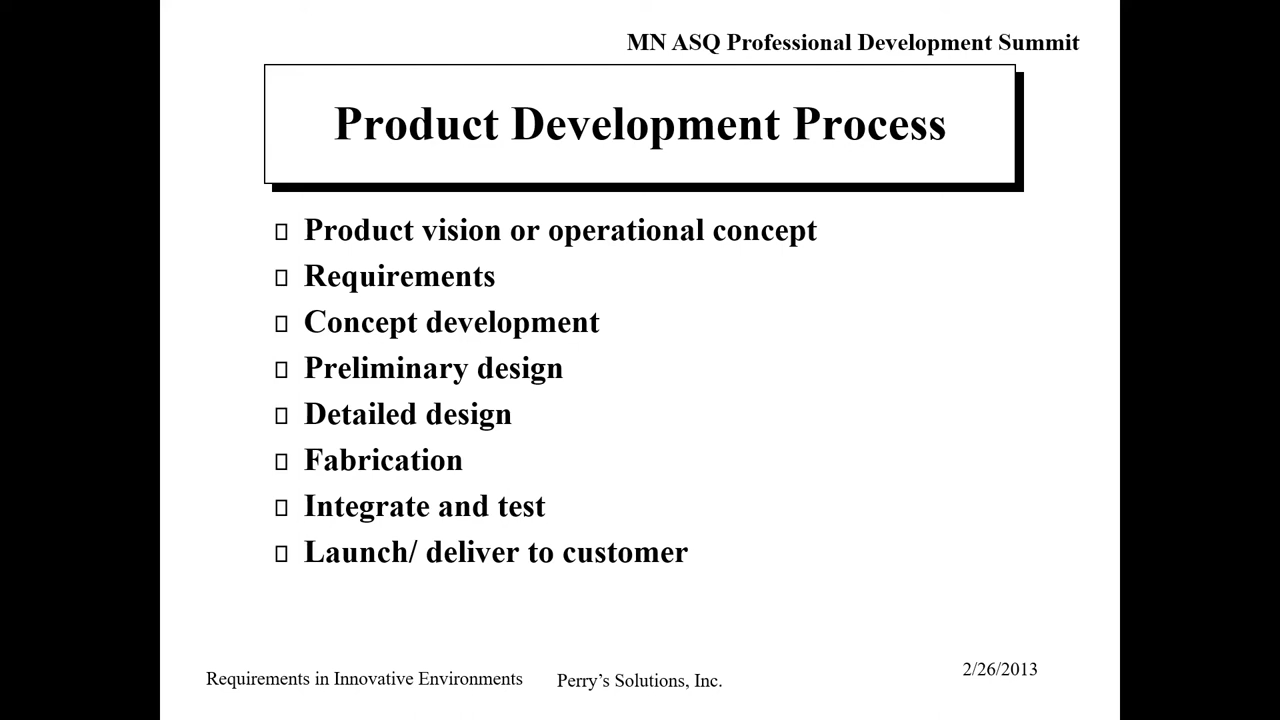 MN ASQ Professional Development Summit
Product Development Process
Product vision or operational concept
Requirements
Concept development
Preliminary design
Detailed design
Fabrication
Integrate and test
Launch/ deliver to customer
Requirements in Innovative Environments
Perry’s Solutions, Inc.
2/26/2013